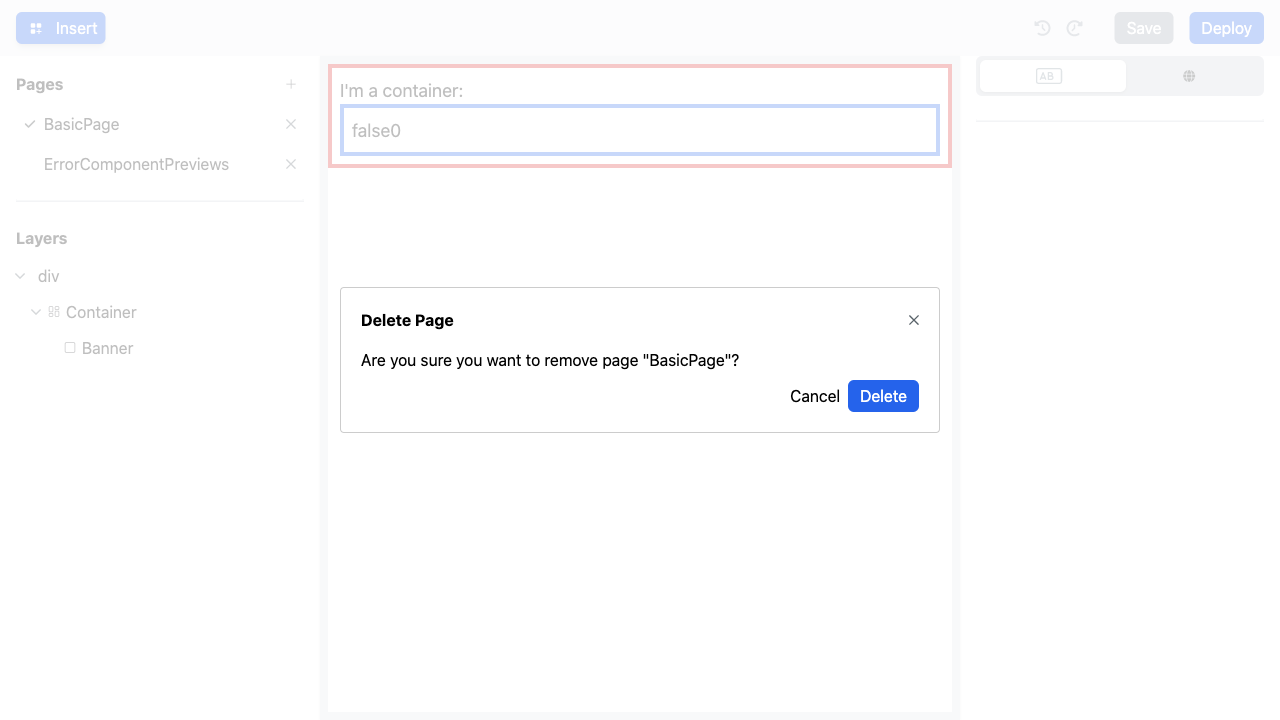 Insert
Save
Deploy
Pages
BasicPage
ErrorComponentPreviews
Layers
div
Container
Banner
I'm a container:
false0
AB
Delete Page
Are you sure you want to remove page "BasicPage"?
Cancel
Delete